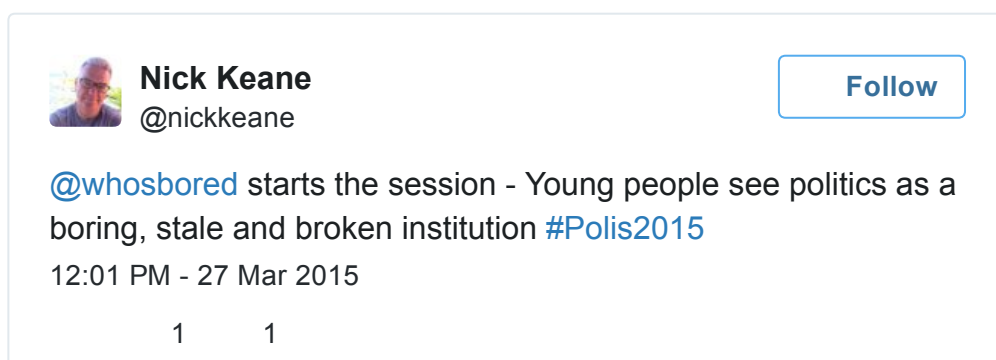 Nick Keane
@nickkeane
Follow
@whosbored starts the session - Young people see politics as a
boring, stale and broken institution #Polis2015
12:01 PM - 27 Mar 2015
1 1